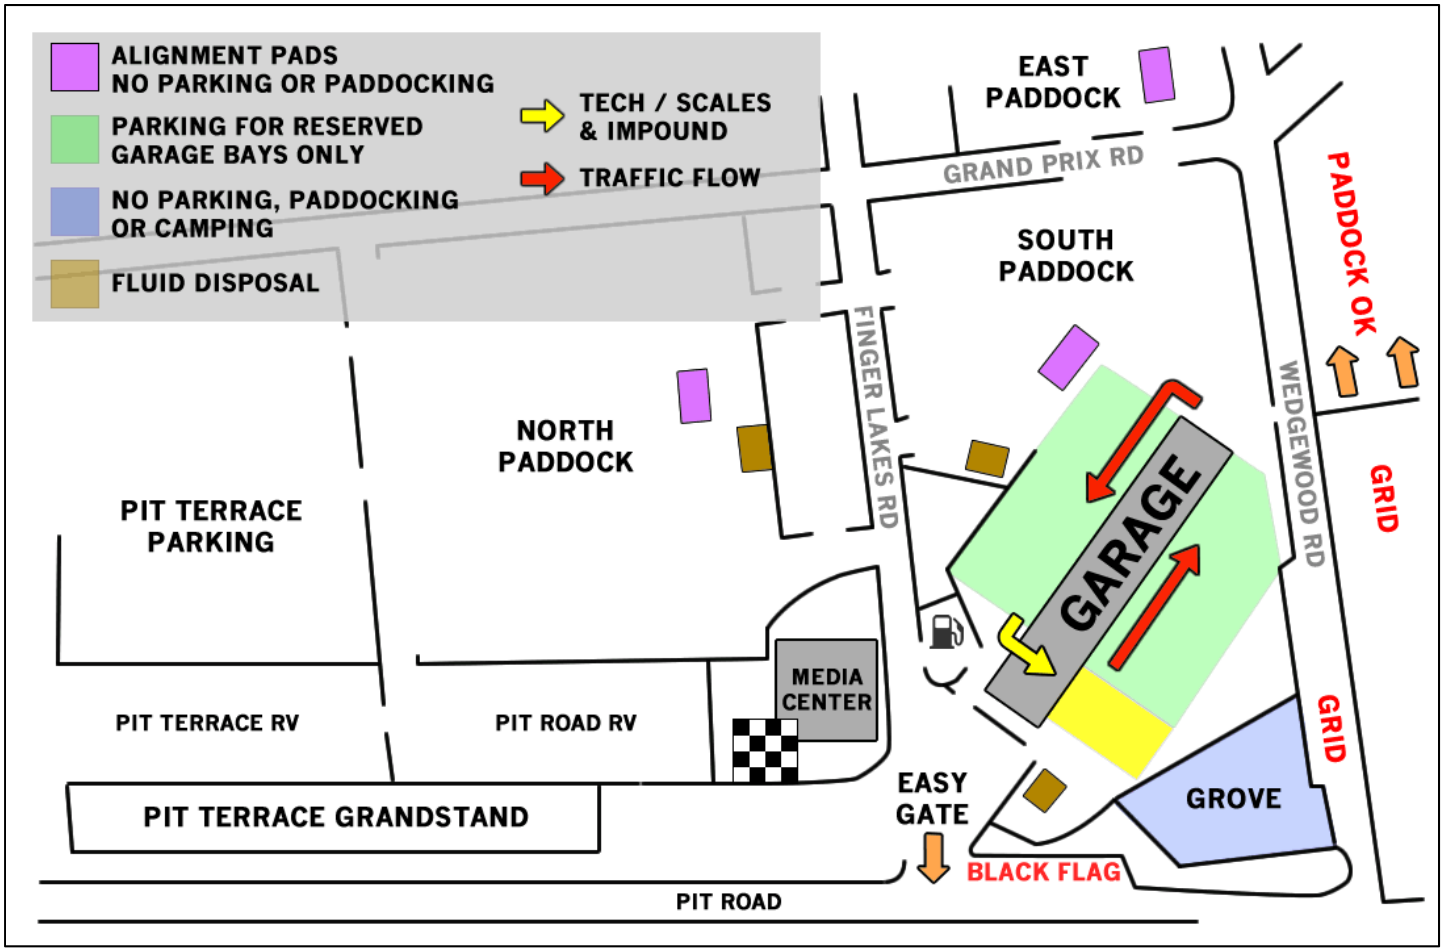 ALIGNMENT PADS
NO PARKING OR PADDOCKING
PARKING FOR RESERVED
GARAGE BAYS ONLY
NO PARKING, PADDOCKING
OR CAMPING
FLUID DISPOSAL
TECH / SCALES
& IMPOUND
TRAFFIC FLOW
EAST
PADDOCK
GRAND PRIX RD
PADDOCK OK
SOUTH
PADDOCK
FINGER LAKES RD
WEDGEWOOD RD
NORTH
PADDOCK
GRID
PIT TERRACE
PARKING
GARAGE
MEDIA
CENTER
PIT TERRACE RV
PIT ROAD RV
GRID
EASY
GATE
GROVE
PIT TERRACE GRANDSTAND
BLACK FLAG
PIT ROAD